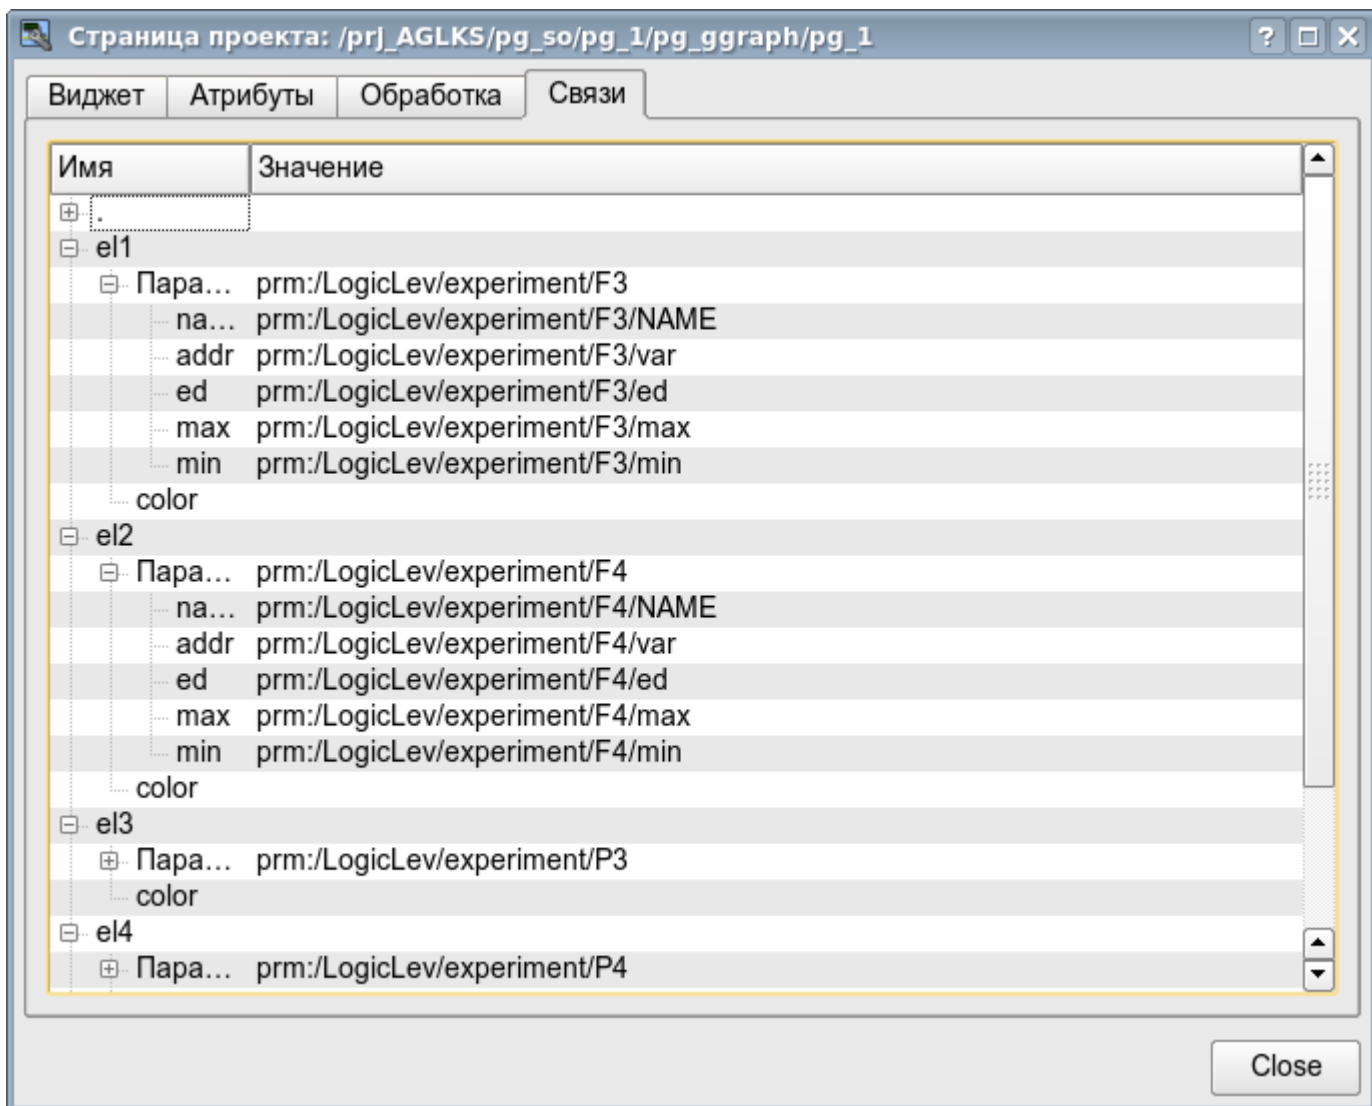 Страница проекта: /prj_AGLKS/pg_so/pg_1/pg_ggraph/pg_1
Виджет Атрибуты Обработка Связи
Имя Значение
.
el1
Пара... prm:/LogicLev/experiment/F3
na... prm:/LogicLev/experiment/F3/NAME
addr prm:/LogicLev/experiment/F3/var
ed prm:/LogicLev/experiment/F3/ed
max prm:/LogicLev/experiment/F3/max
min prm:/LogicLev/experiment/F3/min
color
el2
Пара... prm:/LogicLev/experiment/F4
na... prm:/LogicLev/experiment/F4/NAME
addr prm:/LogicLev/experiment/F4/var
ed prm:/LogicLev/experiment/F4/ed
max prm:/LogicLev/experiment/F4/max
min prm:/LogicLev/experiment/F4/min
color
el3
Пара... prm:/LogicLev/experiment/P3
color
el4
Пара... prm:/LogicLev/experiment/P4
Close